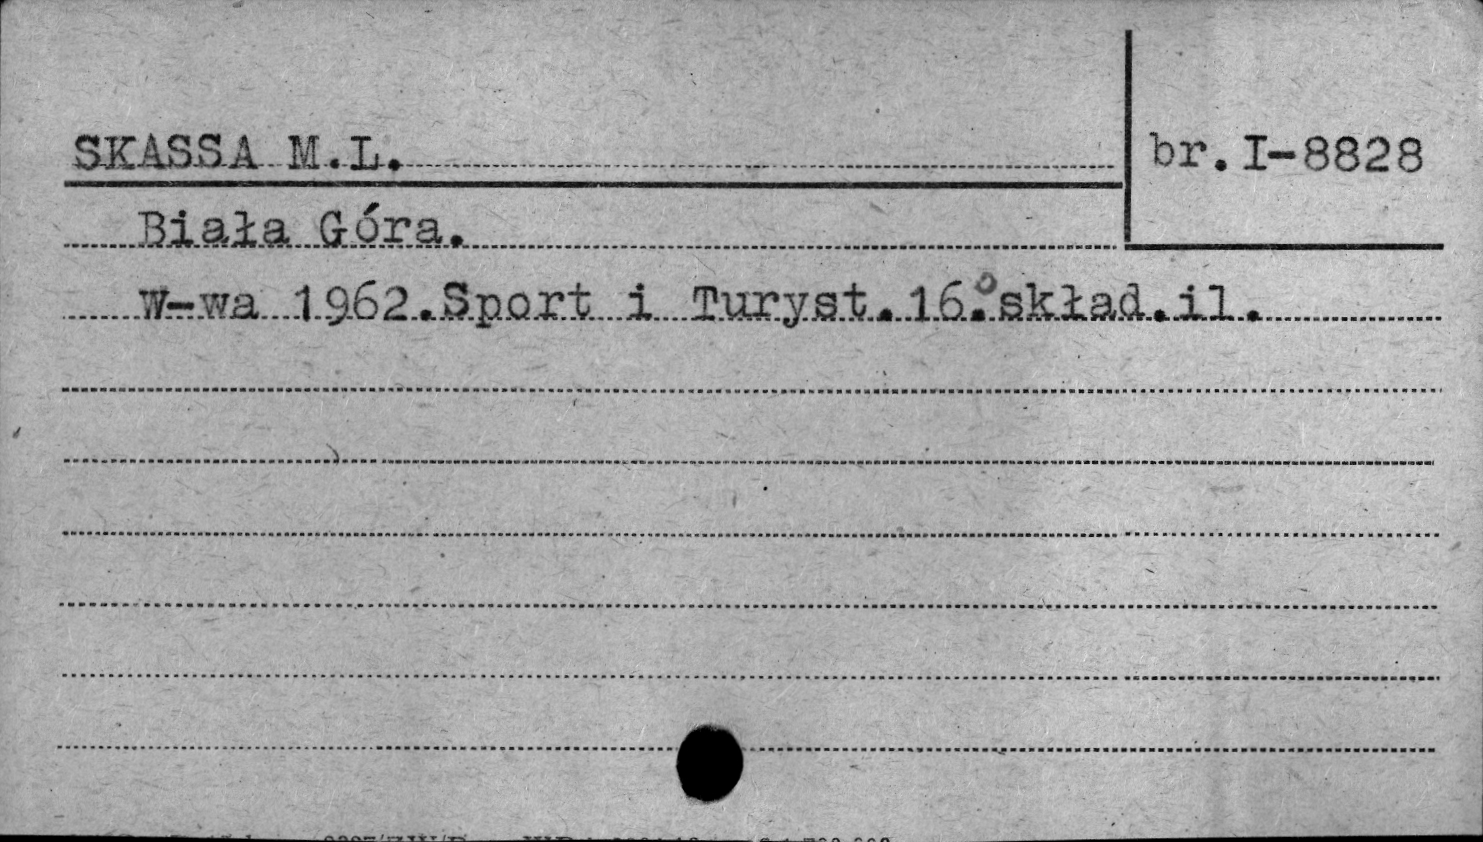 SKASSA M.L.
br.I-8828
Biała Góra.
W-wa 1962.Sport i Turyst.16.°skład.il.